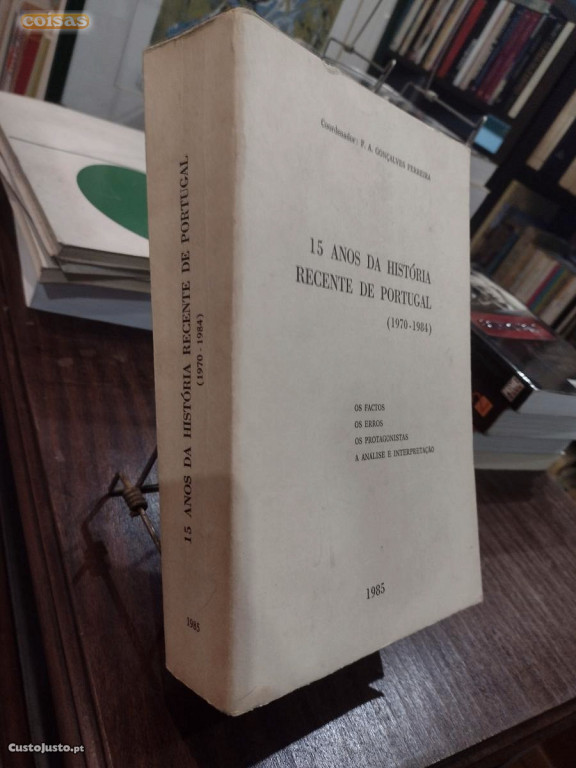 coisas
Coordenador: F. A. GONÇALVES FERREIRA
15 ANOS DA HISTÓRIA
RECENTE DE PORTUGAL
(1970-1984)
OS FACTOS
OS ERROS
OS PROTAGONISTAS
A ANÁLISE E INTERPRETAÇÃO
1985
15 ANOS DA HISTÓRIA RECENTE DE PORTUGAL
(1970-1984)
1985
CustoJusto.pt